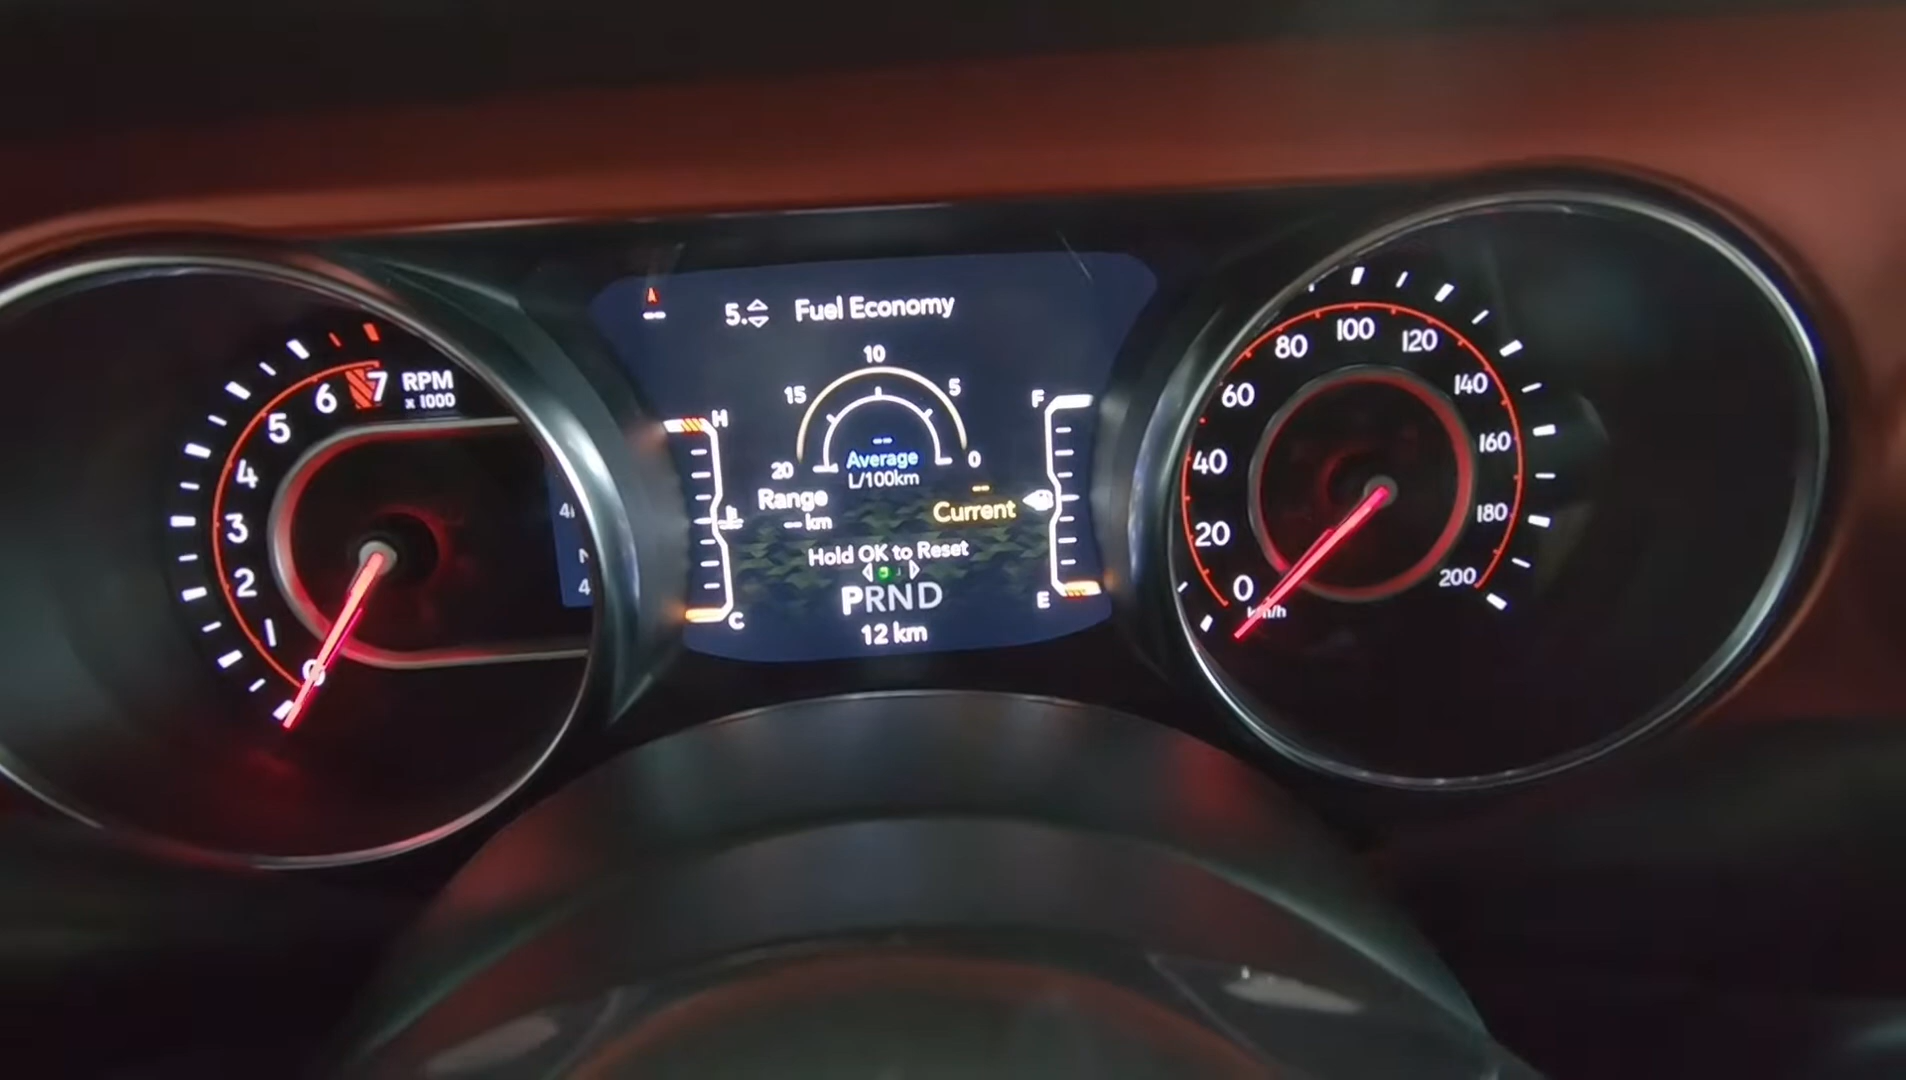 5. Fuel Economy
10
15 5
20 0
--
Average
L/100km
Range
-- km
--
Current
Hold OK to Reset
PRND
12 km
H
C
F
E
7 RPM
x 1000
6
5
4
3
2
1
0
100
80 120
60 140
40 160
20 180
0 200
km/h